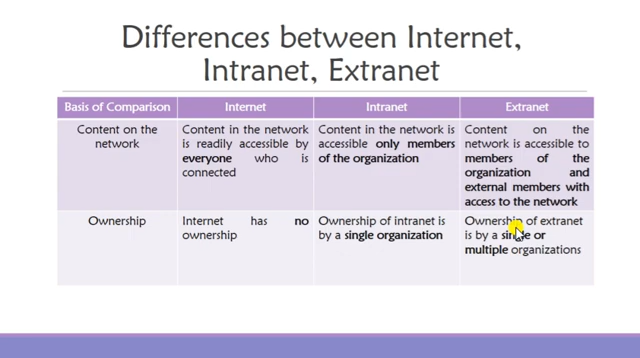 Differences between Internet,
Intranet, Extranet
Basis of Comparison
Internet
Intranet
Extranet
Content on the
network
Content in the network
is readily accessible by
everyone who is
connected
Content in the network is
accessible only members
of the organization
Content on the
network is accessible to
members of the
organization and
external members with
access to the network
Ownership
Internet has no
ownership
Ownership of intranet is
by a single organization
Ownership of extranet
is by a single or
multiple organizations